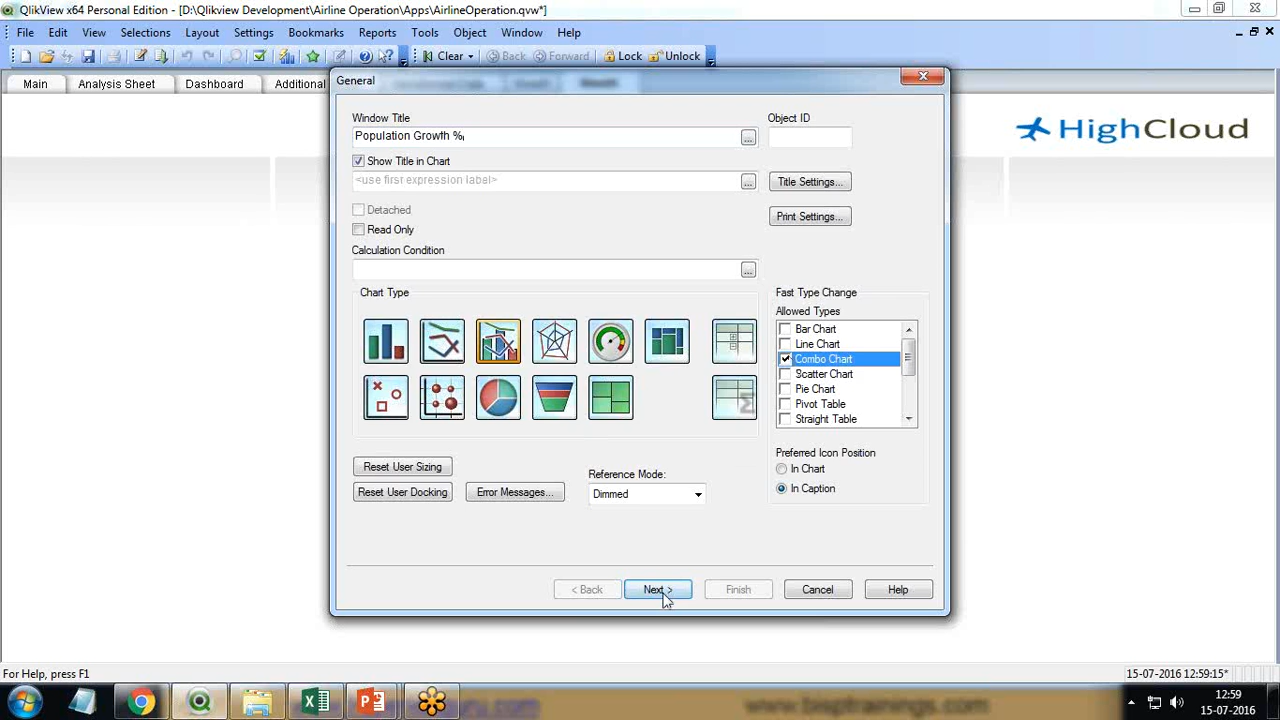 QlikView x64 Personal Edition - [D:\Qlikview Development\Airline Operation\Apps\AirlineOperation.qvw*]
File Edit View Selections Layout Settings Bookmarks Reports Tools Object Window Help
Clear Back Forward Lock Unlock
Main Analysis Sheet Dashboard Additional
General
HighCloud
Window Title Object ID
Population Growth %
Show Title in Chart
<use first expression label> Title Settings...
Detached
Read Only Print Settings...
Calculation Condition
Chart Type Fast Type Change
Allowed Types
Bar Chart
Line Chart
Combo Chart
Scatter Chart
Pie Chart
Pivot Table
Straight Table
Preferred Icon Position
Reset User Sizing Reference Mode: In Chart
Reset User Docking Error Messages... Dimmed In Caption
< Back Next > Finish Cancel Help
For Help, press F1 15-07-2016 12:59:15*
www.bisptrainings.com
12:59
15-07-2016